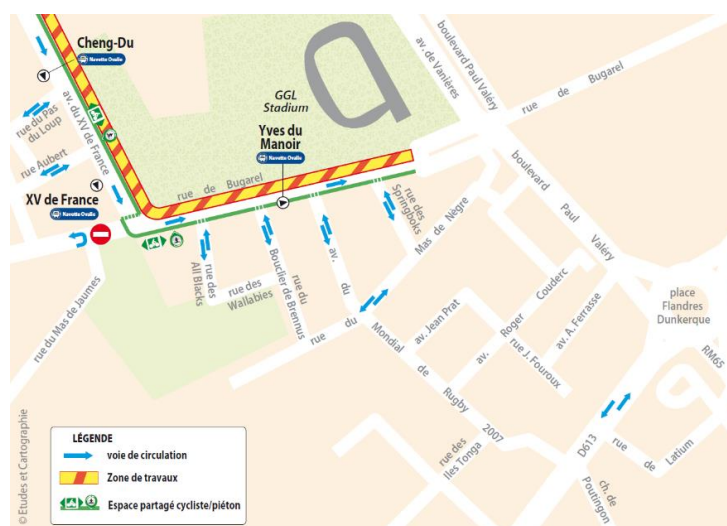 Cheng-Du
Navette Ovalie
GGL
Stadium
Yves du
Manoir
Navette Ovalie
XV de France
Navette Ovalie
av. du XV de France
rue du Pas
du Loup
rue Aubert
rue de Bugarel
av. de Vanières
boulevard Paul Valéry
rue de Bugarel
boulevard Paul Valéry
rue des
Springboks
rue des
All Blacks
rue des
Wallabies
rue du
Bouclier de Brennus
rue du Mas de Nègre
av. du Mondial de Rugby 2007
av. Jean Prat
av. Roger Couderc
rue J. Fouroux
av. A. Ferrasse
place
Flandres
Dunkerque
RM65
rue du Mas de Jaumes
rue des
Iles Tonga
D613
rue de Latium
ch. de
Poutingon
LÉGENDE
voie de circulation
Zone de travaux
Espace partagé cycliste/piéton
© Etudes et Cartographie